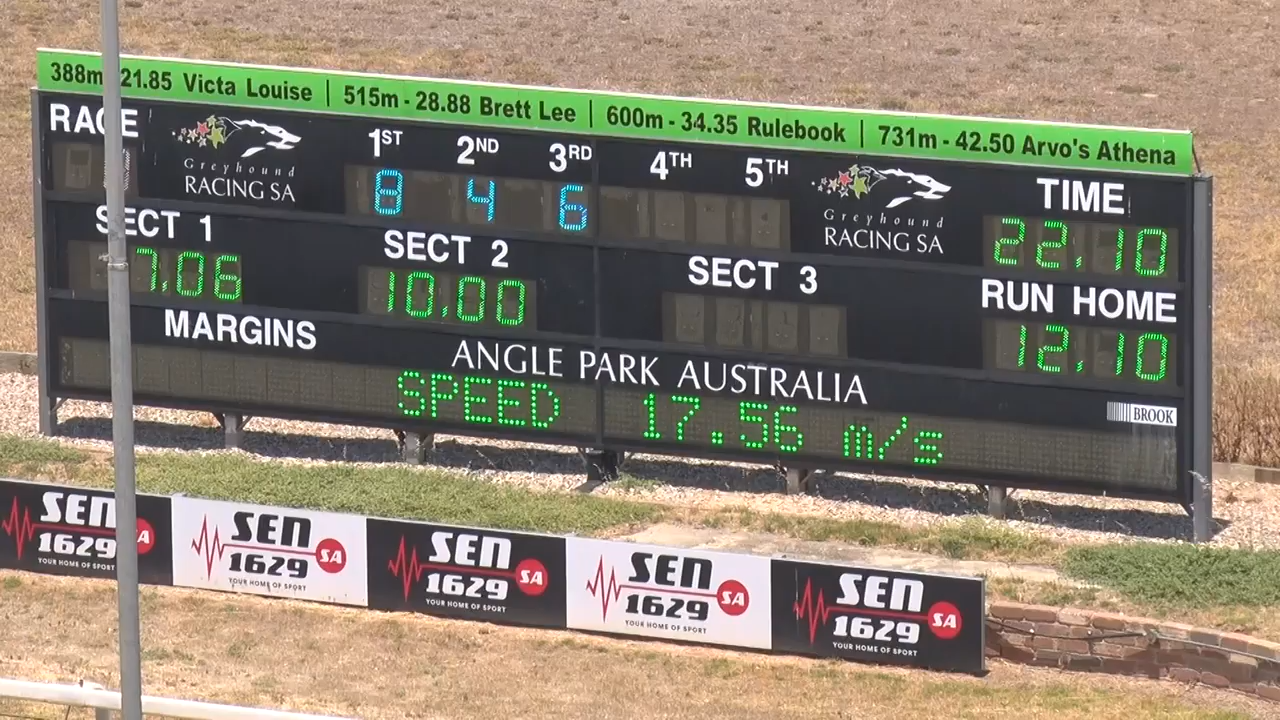 388m 21.85 Victa Louise | 515m - 28.88 Brett Lee | 600m - 34.35 Rulebook | 731m - 42.50 Arvo's Athena
RACE
Greyhound
RACING SA
1ST 2ND 3RD 4TH 5TH
8 4 6
Greyhound
RACING SA
TIME
22.10
SECT 1
7.06
SECT 2
10.00
SECT 3
RUN HOME
12.10
MARGINS
ANGLE PARK AUSTRALIA
BROOK
SPEED 17.56 m/s
SEN
1629
SA
YOUR HOME OF SPORT
SEN
1629
SA
YOUR HOME OF SPORT
SEN
1629
SA
YOUR HOME OF SPORT
SEN
1629
SA
YOUR HOME OF SPORT
SEN
1629
SA
YOUR HOME OF SPORT